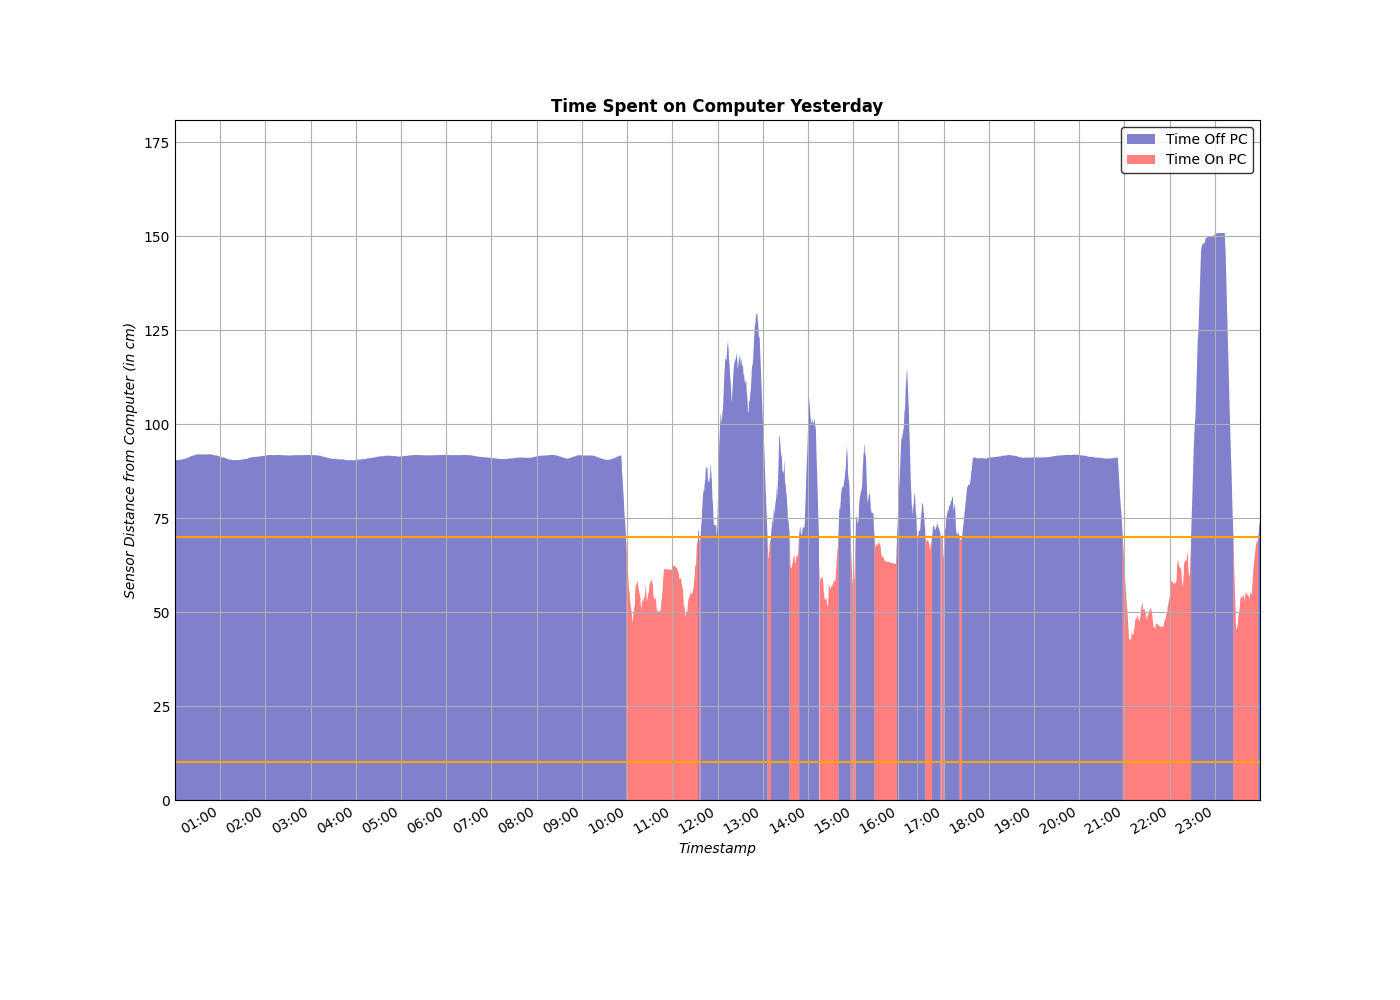 Time Spent on Computer Yesterday
Time Off PC
Time On PC
Sensor Distance from Computer (in cm)
175
150
125
100
75
50
25
0
01:00 02:00 03:00 04:00 05:00 06:00 07:00 08:00 09:00 10:00 11:00 12:00 13:00 14:00 15:00 16:00 17:00 18:00 19:00 20:00 21:00 22:00 23:00
Timestamp